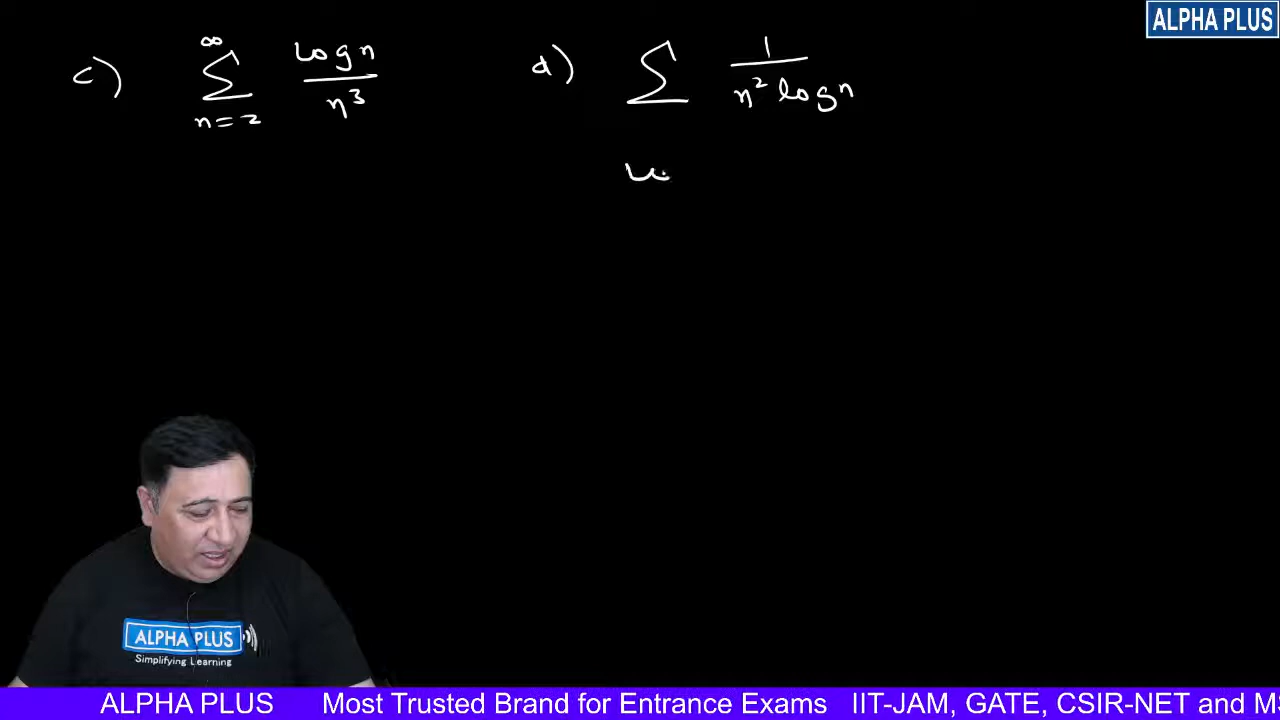 ALPHA PLUS
c) ∞ ∑ n=2 log n / n³
d) ∑ 1 / n² log n
ALPHA PLUS
Simplifying Learning
ALPHA PLUS Most Trusted Brand for Entrance Exams IIT-JAM, GATE, CSIR-NET and MS